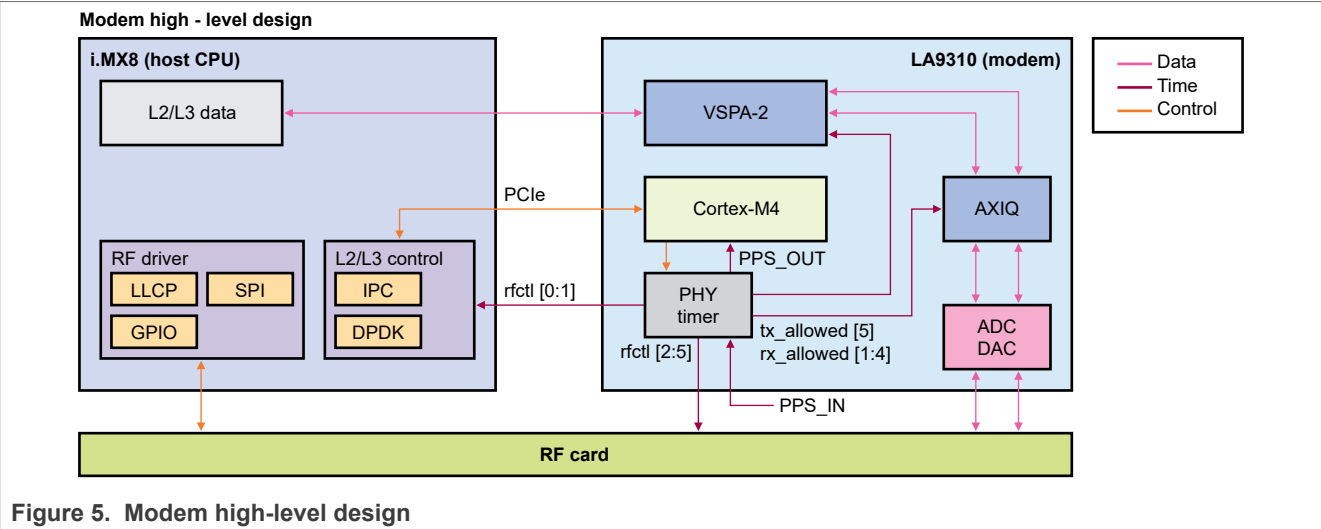 Modem high - level design
i.MX8 (host CPU)
LA9310 (modem)
Data
Time
Control
L2/L3 data
VSPA-2
PCIe
Cortex-M4
AXIQ
RF driver
LLCP
SPI
GPIO
L2/L3 control
IPC
DPDK
rfctl [0:1]
PPS_OUT
PHY
timer
tx_allowed [5]
rx_allowed [1:4]
rfctl [2:5]
ADC
DAC
PPS_IN
RF card
Figure 5. Modem high-level design